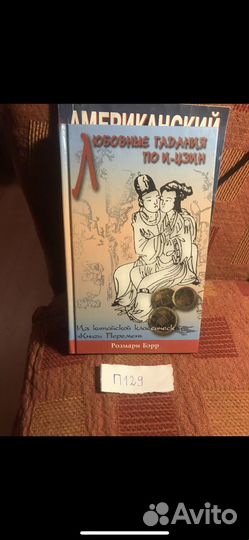 АМЕРИКАНСКИЙ
ЛЮБОВНЫЕ ГАДАНИЯ
ПО И-ЦЗИН
Из китайской классической
«Книги Перемен»
Розмари Бэрр
П129
Avito